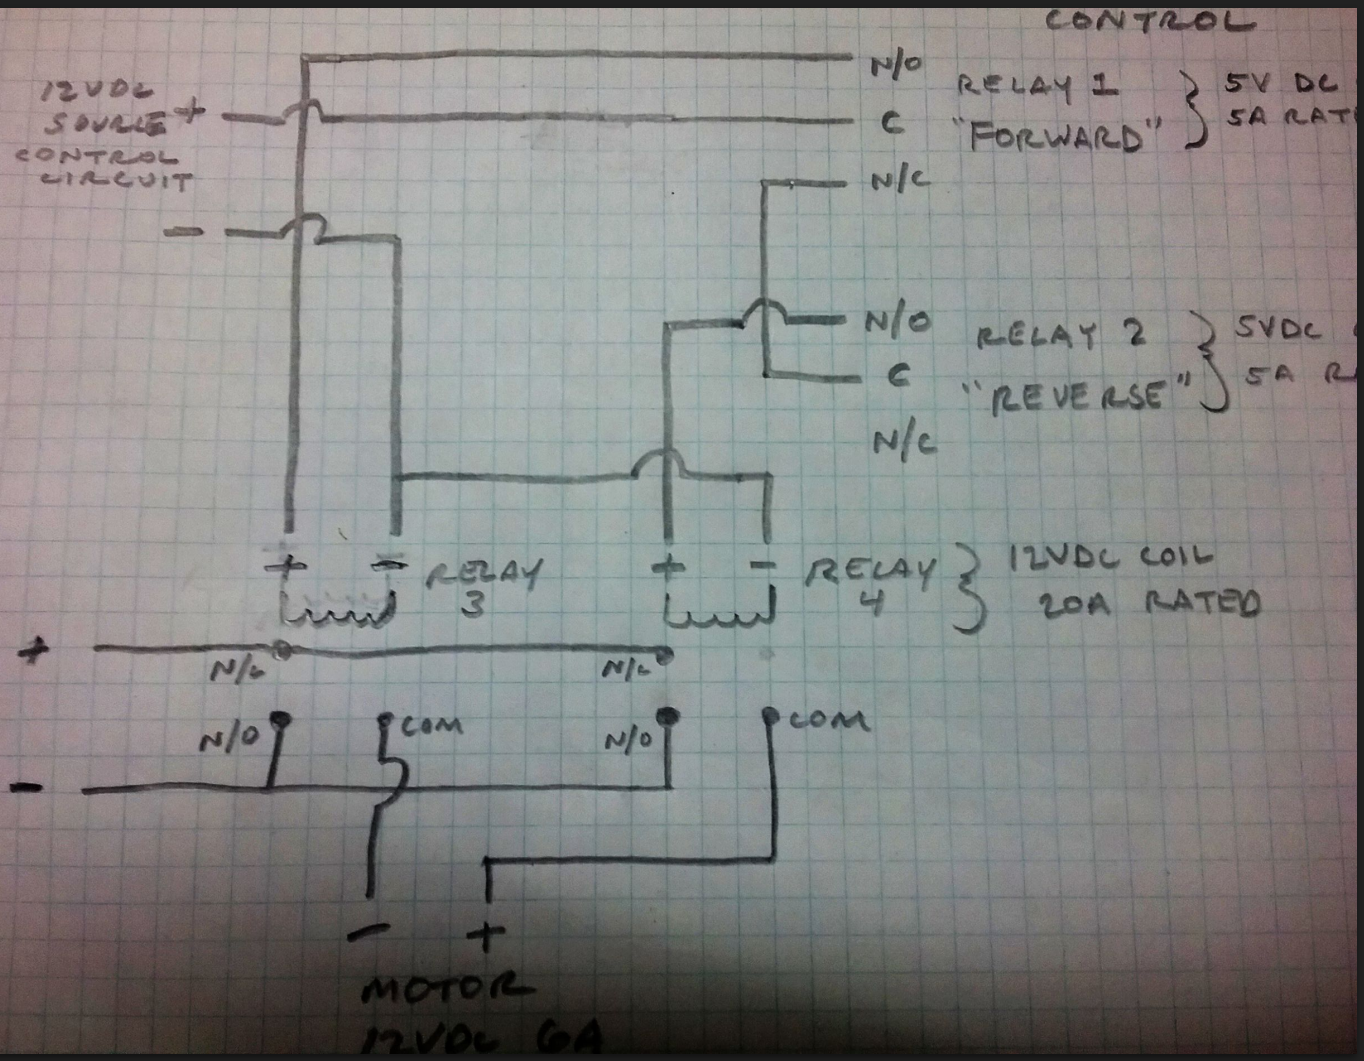 CONTROL
N/O
12VDC
SOURCE +
CONTROL
CIRCUIT
RELAY 1
"FORWARD"
5V DC
5A RAT
C
N/C
-
N/O
RELAY 2
"REVERSE"
5VDC
5A R
C
N/C
+ - RELAY
3
+ - RELAY
4
12VDC COIL
20A RATED
+
N/C
N/C
N/O
COM
N/O
COM
-
- +
MOTOR
12VDC 6A